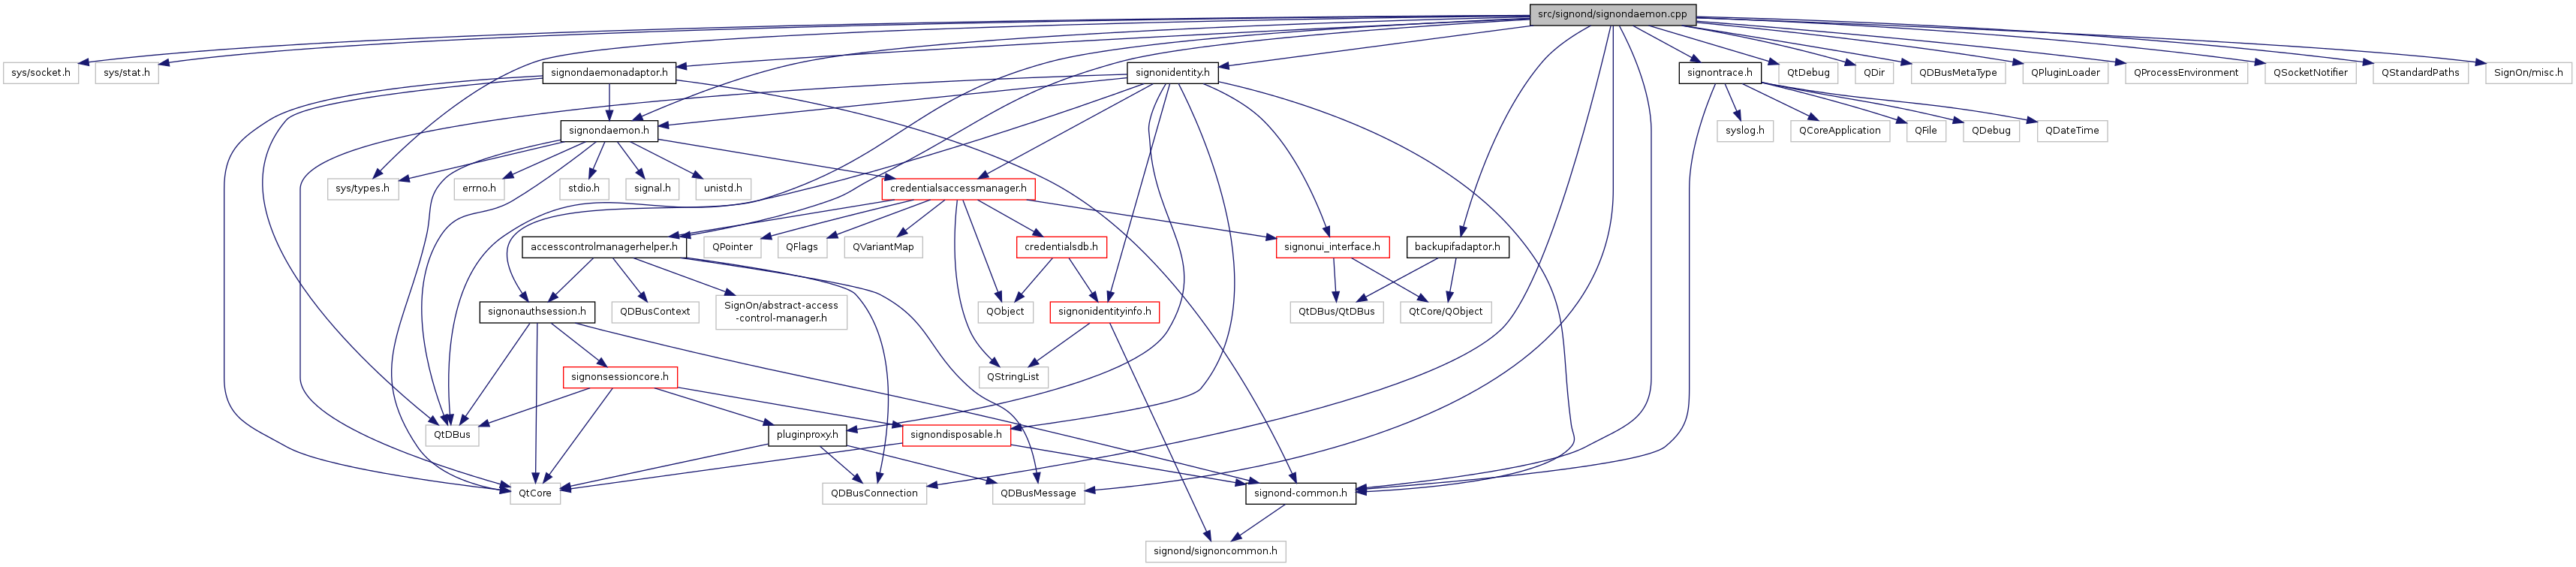 src/signond/signondaemon.cpp
sys/socket.h
sys/stat.h
signondaemonadaptor.h
signonidentity.h
signontrace.h
QtDebug
QDir
QDBusMetaType
QPluginLoader
QProcessEnvironment
QSocketNotifier
QStandardPaths
SignOn/misc.h
signondaemon.h
syslog.h
QCoreApplication
QFile
QDebug
QDateTime
sys/types.h
errno.h
stdio.h
signal.h
unistd.h
credentialsaccessmanager.h
accesscontrolmanagerhelper.h
QPointer
QFlags
QVariantMap
credentialsdb.h
signonui_interface.h
backupifadaptor.h
signonauthsession.h
QDBusContext
SignOn/abstract-access
-control-manager.h
QObject
signonidentityinfo.h
QtDBus/QtDBus
QtCore/QObject
signonsessioncore.h
QStringList
QtDBus
pluginproxy.h
signondisposable.h
QtCore
QDBusConnection
QDBusMessage
signond-common.h
signond/signoncommon.h